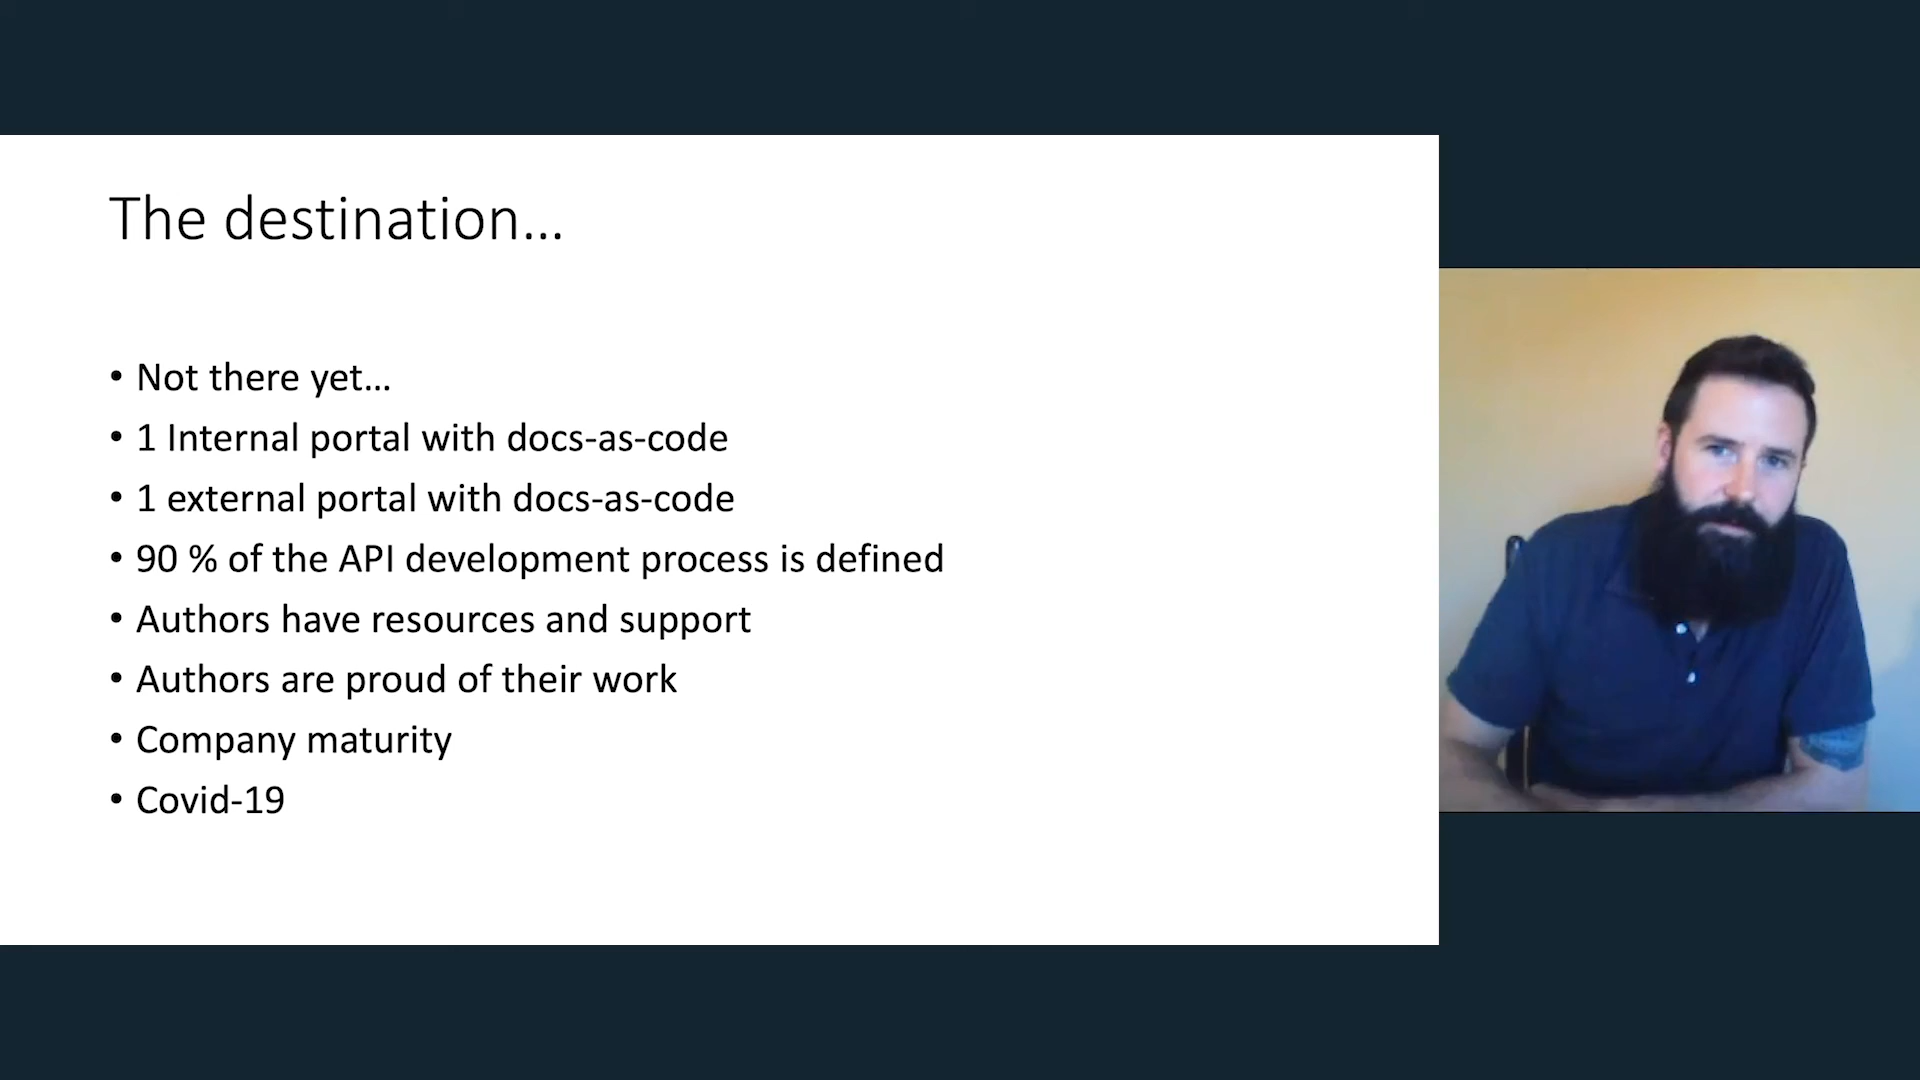 The destination...
• Not there yet...
• 1 Internal portal with docs-as-code
• 1 external portal with docs-as-code
• 90 % of the API development process is defined
• Authors have resources and support
• Authors are proud of their work
• Company maturity
• Covid-19